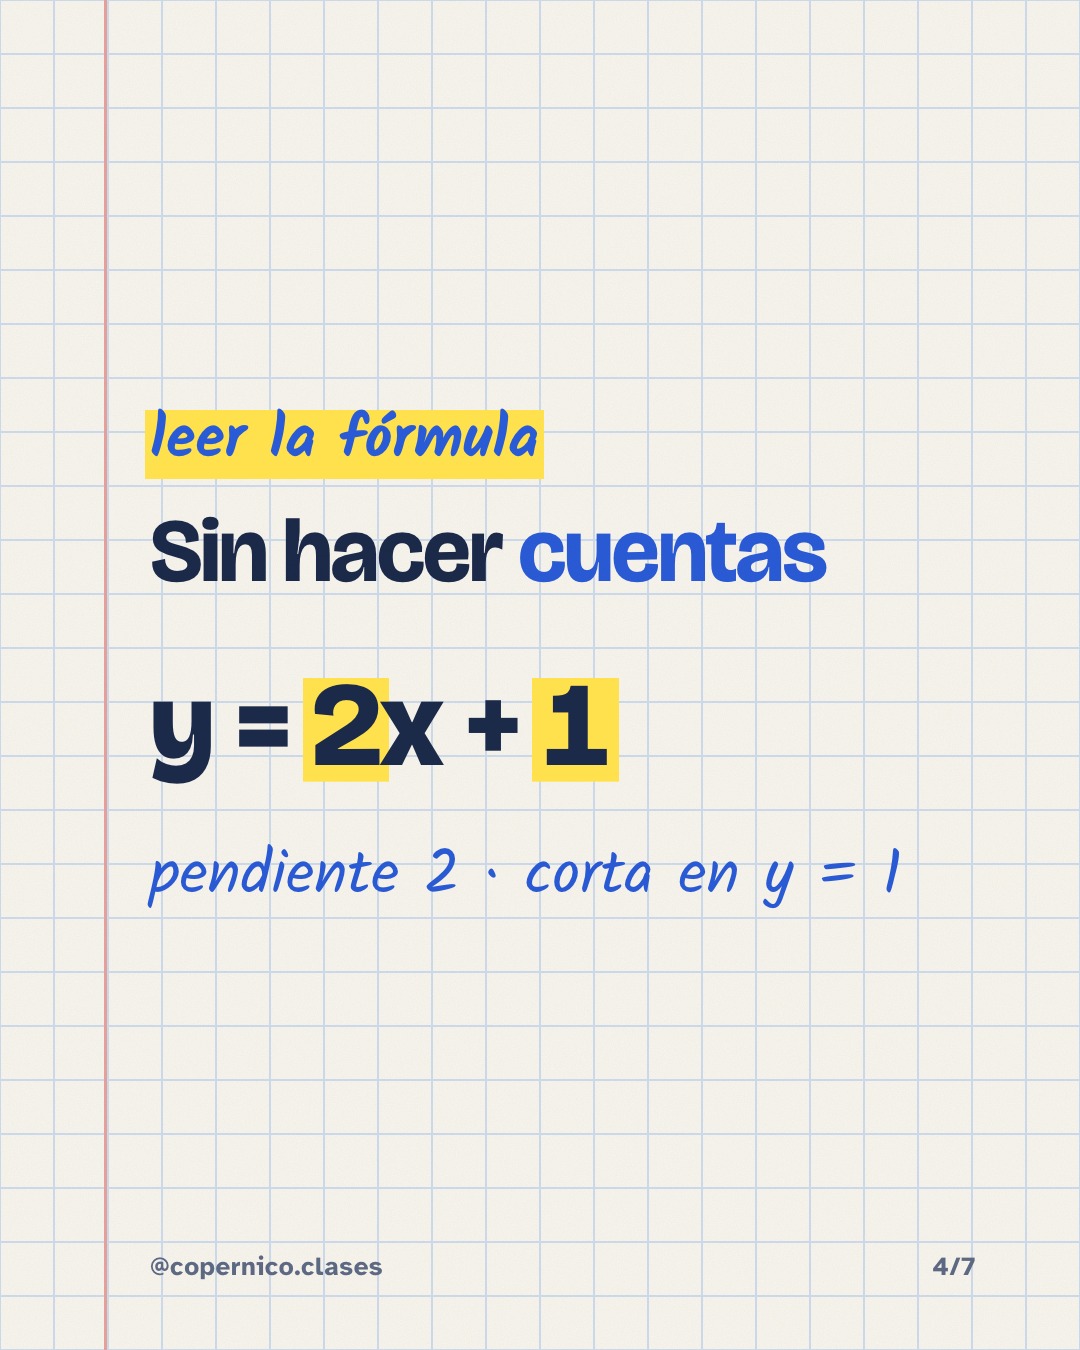 leer la fórmula
Sin hacer cuentas
y = 2x + 1
pendiente 2 · corta en y = 1
@copernico.clases
4/7